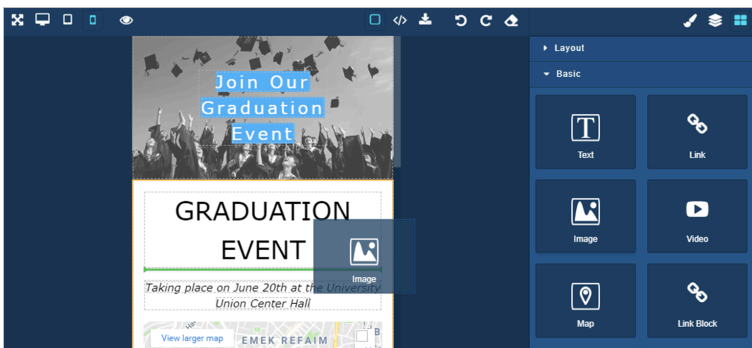 Join Our
Graduation
Event
GRADUATION
EVENT
Taking place on June 20th at the University
Union Center Hall
View larger map
EMEK REFAIM
Image
Layout
Basic
Text
Link
Image
Video
Map
Link Block